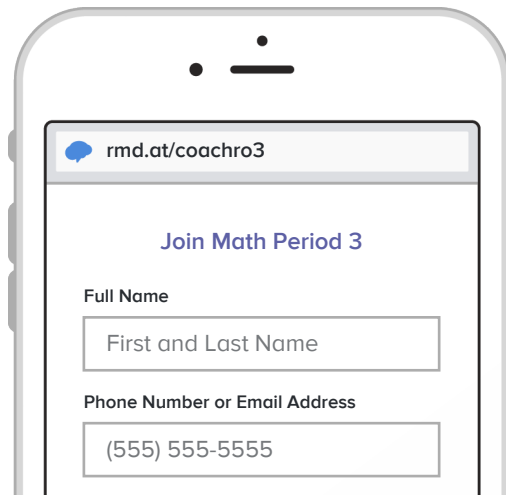 rmd.at/coachro3
Join Math Period 3
Full Name
First and Last Name
Phone Number or Email Address
(555) 555-5555